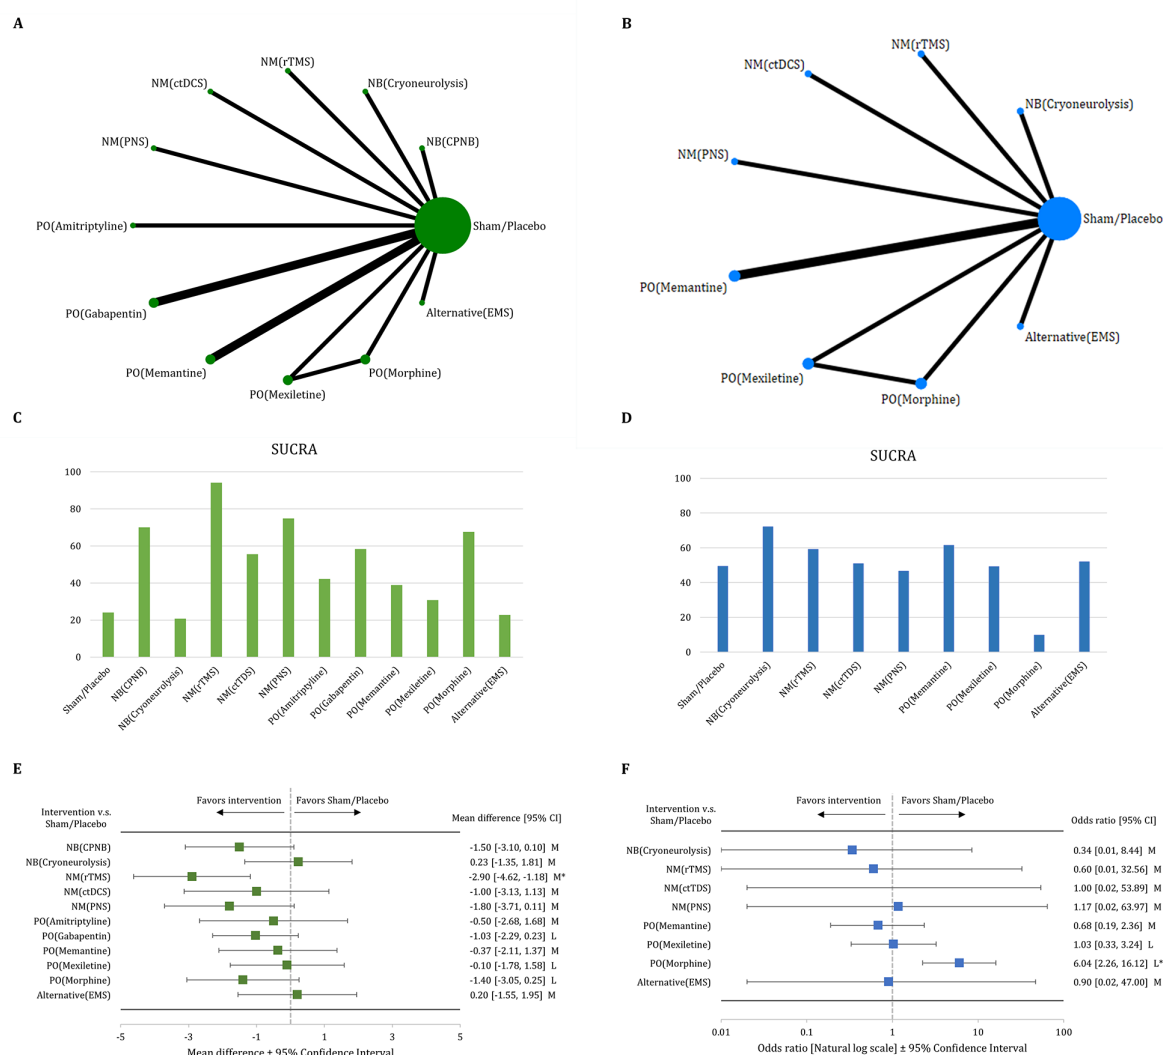 A
B
NM(rTMS)
NM(ctDCS)
NB(Cryoneurolysis)
NM(PNS)
NB(CPNB)
PO(Amitriptyline)
Sham/Placebo
PO(Gabapentin)
Alternative(EMS)
PO(Memantine)
PO(Morphine)
PO(Mexiletine)
NM(rTMS)
NM(ctDCS)
NB(Cryoneurolysis)
NM(PNS)
Sham/Placebo
PO(Memantine)
Alternative(EMS)
PO(Mexiletine)
PO(Morphine)
C
D
SUCRA
100
80
60
40
20
0
Sham/Placebo
NB(CPNB)
NB(Cryoneurolysis)
NM(rTMS)
NM(ctTDS)
NM(PNS)
PO(Amitriptyline)
PO(Gabapentin)
PO(Memantine)
PO(Mexiletine)
PO(Morphine)
Alternative(EMS)
SUCRA
100
80
60
40
20
0
Sham/Placebo
NB(Cryoneurolysis)
NM(rTMS)
NM(ctTDS)
NM(PNS)
PO(Memantine)
PO(Mexiletine)
PO(Morphine)
Alternative(EMS)
E
Favors intervention Favors Sham/Placebo
Intervention v.s.
Sham/Placebo
Mean difference [95% CI]
NB(CPNB) -1.50 [-3.10, 0.10] M
NB(Cryoneurolysis) 0.23 [-1.35, 1.81] M
NM(rTMS) -2.90 [-4.62, -1.18] M*
NM(ctDCS) -1.00 [-3.13, 1.13] M
NM(PNS) -1.80 [-3.71, 0.11] M
PO(Amitriptyline) -0.50 [-2.68, 1.68] M
PO(Gabapentin) -1.03 [-2.29, 0.23] L
PO(Memantine) -0.37 [-2.11, 1.37] M
PO(Mexiletine) -0.10 [-1.78, 1.58] L
PO(Morphine) -1.40 [-3.05, 0.25] L
Alternative(EMS) 0.20 [-1.55, 1.95] M
-5 -3 -1 1 3 5
Mean difference ± 95% Confidence Interval
F
Favors intervention Favors Sham/Placebo
Intervention v.s.
Sham/Placebo
Odds ratio [95% CI]
NB(Cryoneurolysis) 0.34 [0.01, 8.44] M
NM(rTMS) 0.60 [0.01, 32.56] M
NM(ctTDS) 1.00 [0.02, 53.89] M
NM(PNS) 1.17 [0.02, 63.97] M
PO(Memantine) 0.68 [0.19, 2.36] M
PO(Mexiletine) 1.03 [0.33, 3.24] L
PO(Morphine) 6.04 [2.26, 16.12] L*
Alternative(EMS) 0.90 [0.02, 47.00] M
0.01 0.1 1 10 100
Odds ratio [Natural log scale] ± 95% Confidence Interval